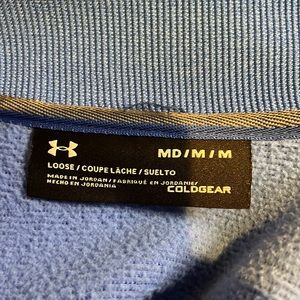 MD/M/M
LOOSE/COUPE LÂCHE/SUELTO
MADE IN JORDAN/FABRIQUÉ EN JORDANIE/
HECHO EN JORDANIA
COLDGEAR